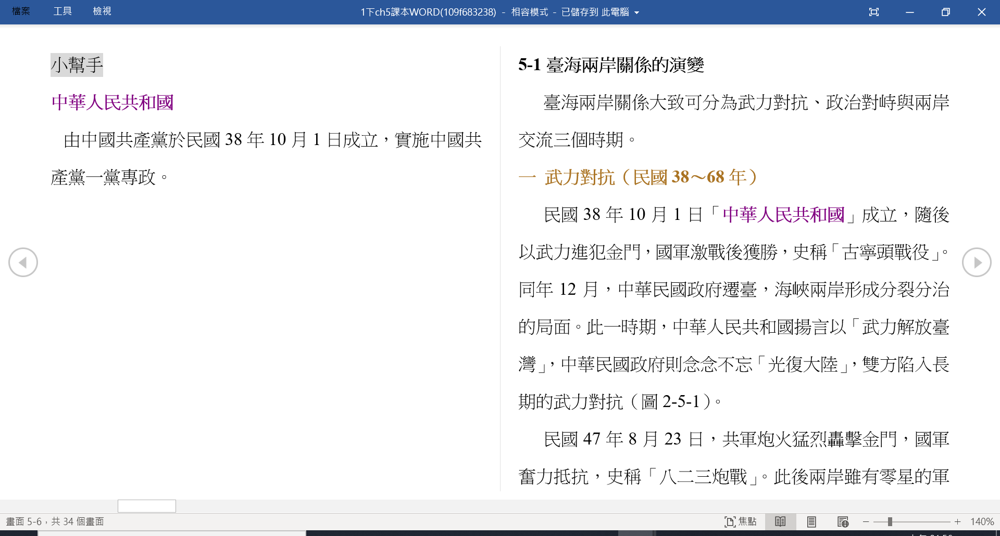 檔案 工具 檢視 1下ch5課本WORD(109f683238) - 相容模式 - 已儲存到 此電腦
小幫手
中華人民共和國
由中國共產黨於民國 38 年 10 月 1 日成立，實施中國共
產黨一黨專政。
5-1 臺海兩岸關係的演變
臺海兩岸關係大致可分為武力對抗、政治對峙與兩岸
交流三個時期。
一 武力對抗（民國 38～68 年）
民國 38 年 10 月 1 日「中華人民共和國」成立，隨後
以武力進犯金門，國軍激戰後獲勝，史稱「古寧頭戰役」。
同年 12 月，中華民國政府遷臺，海峽兩岸形成分裂分治
的局面。此一時期，中華人民共和國揚言以「武力解放臺
灣」，中華民國政府則念念不忘「光復大陸」，雙方陷入長
期的武力對抗（圖 2-5-1）。
民國 47 年 8 月 23 日，共軍炮火猛烈轟擊金門，國軍
奮力抵抗，史稱「八二三炮戰」。此後兩岸雖有零星的軍
畫面 5-6，共 34 個畫面 焦點 140%